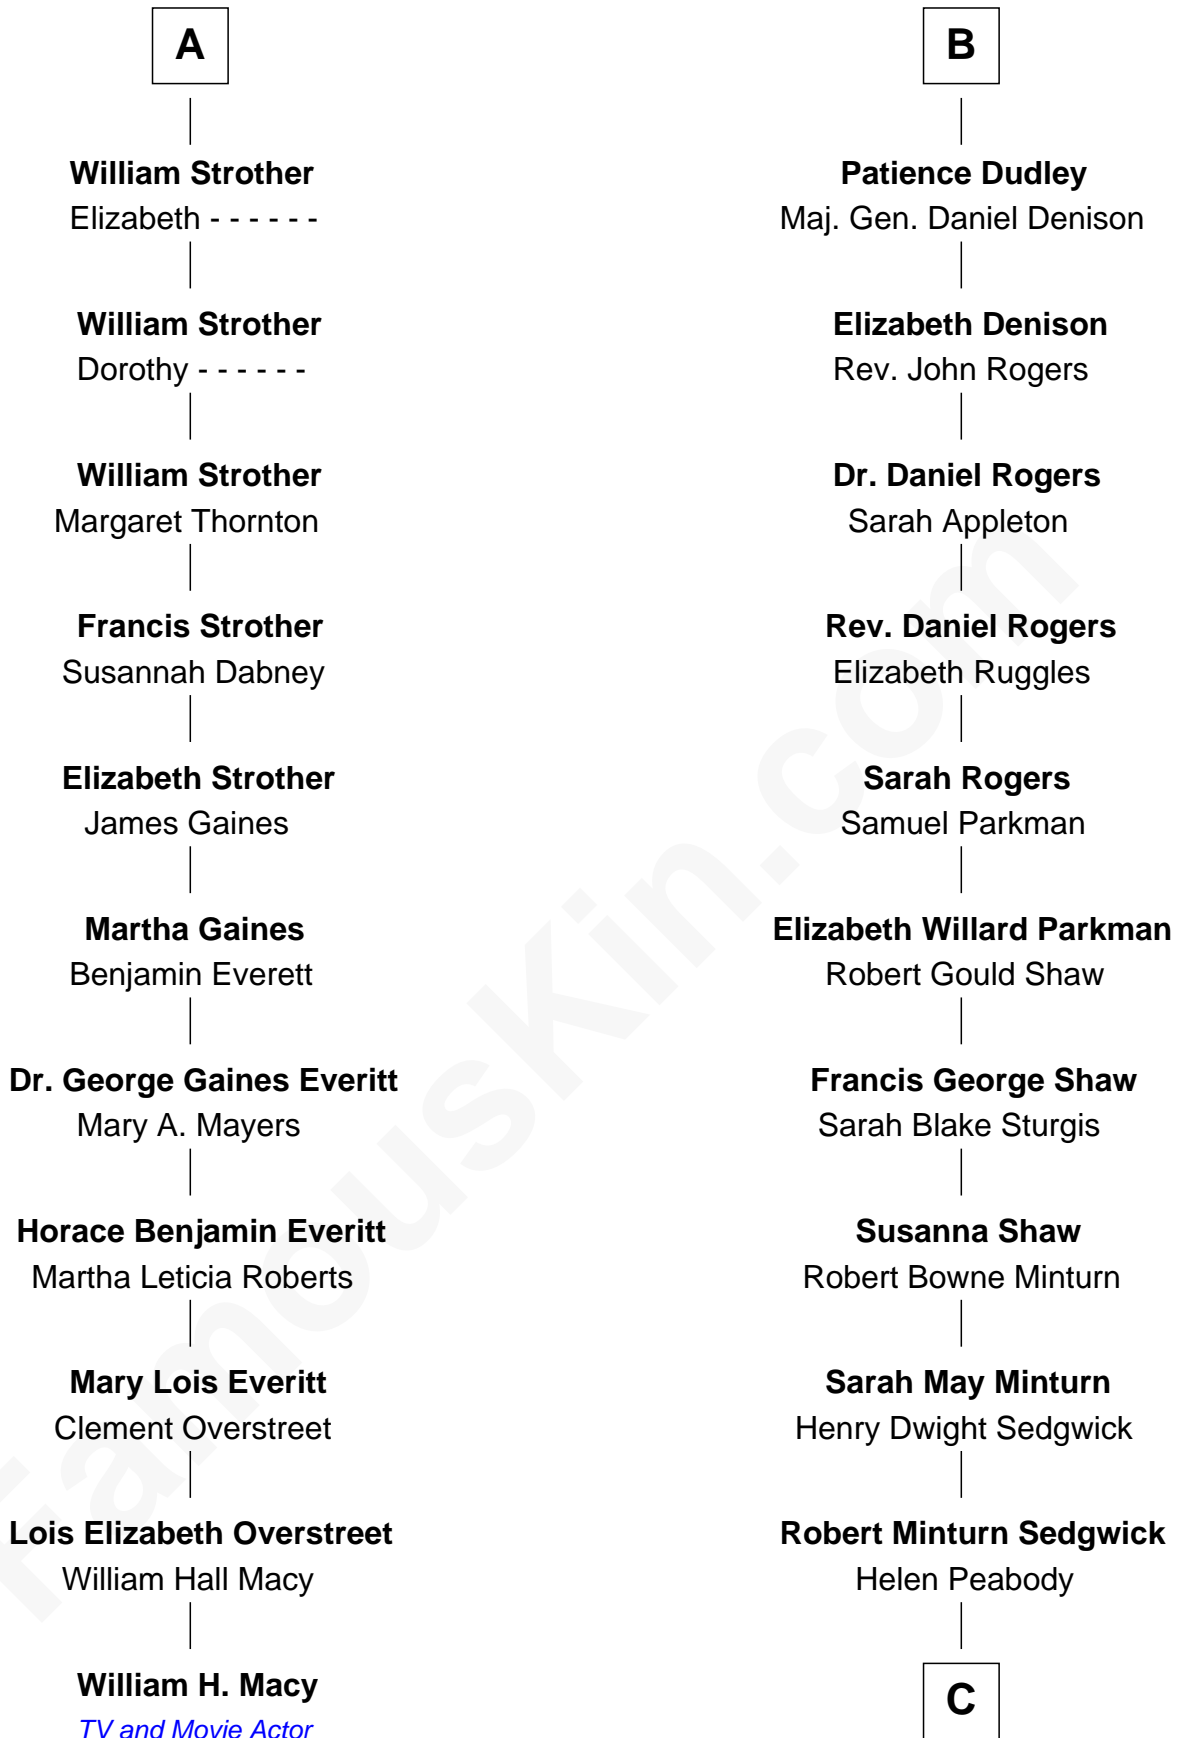 A
William Strother
Elizabeth - - - - - -
William Strother
Dorothy - - - - - -
William Strother
Margaret Thornton
Francis Strother
Susannah Dabney
Elizabeth Strother
James Gaines
Martha Gaines
Benjamin Everett
Dr. George Gaines Everitt
Mary A. Mayers
Horace Benjamin Everitt
Martha Leticia Roberts
Mary Lois Everitt
Clement Overstreet
Lois Elizabeth Overstreet
William Hall Macy
William H. Macy
TV and Movie Actor
B
Patience Dudley
Maj. Gen. Daniel Denison
Elizabeth Denison
Rev. John Rogers
Dr. Daniel Rogers
Sarah Appleton
Rev. Daniel Rogers
Elizabeth Ruggles
Sarah Rogers
Samuel Parkman
Elizabeth Willard Parkman
Robert Gould Shaw
Francis George Shaw
Sarah Blake Sturgis
Susanna Shaw
Robert Bowne Minturn
Sarah May Minturn
Henry Dwight Sedgwick
Robert Minturn Sedgwick
Helen Peabody
C
FamousKin.com